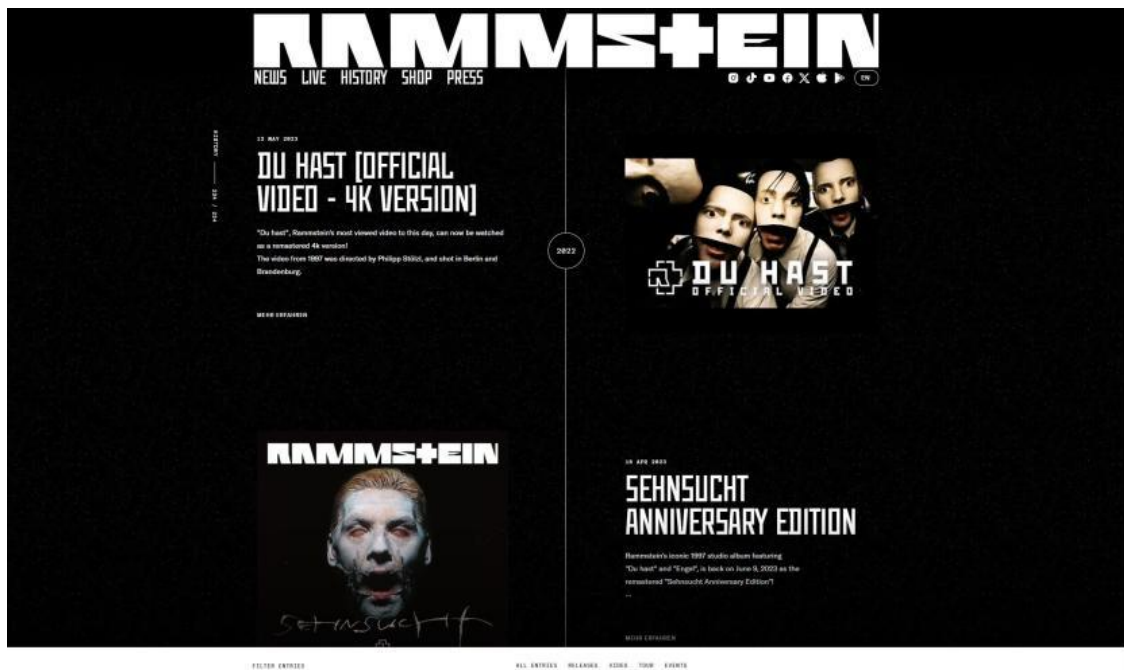 RAMMSTEIN
NEWS LIVE HISTORY SHOP PRESS
EN
HISTORY
12 MAY 2023
DU HAST [OFFICIAL
VIDEO - 4K VERSION]
"Du hast", Rammstein's most viewed video to this day, can now be watched
as a remastered 4k version!
The video from 1997 was directed by Philipp Stölzl, and shot in Berlin and
Brandenburg.
MEHR ERFAHREN
2022
DU HAST
OFFICIAL VIDEO
RAMMSTEIN
SEHNSUCHT
APR 2023
SEHNSUCHT
ANNIVERSARY EDITION
Rammstein's iconic 1997 studio album featuring
"Du hast" and "Engel", is back on June 9, 2023 as the
remastered "Sehnsucht Anniversary Edition"!
...
MEHR ERFAHREN
FILTER ENTRIES
ALL ENTRIES RELEASES VIDEO TOUR EVENTS